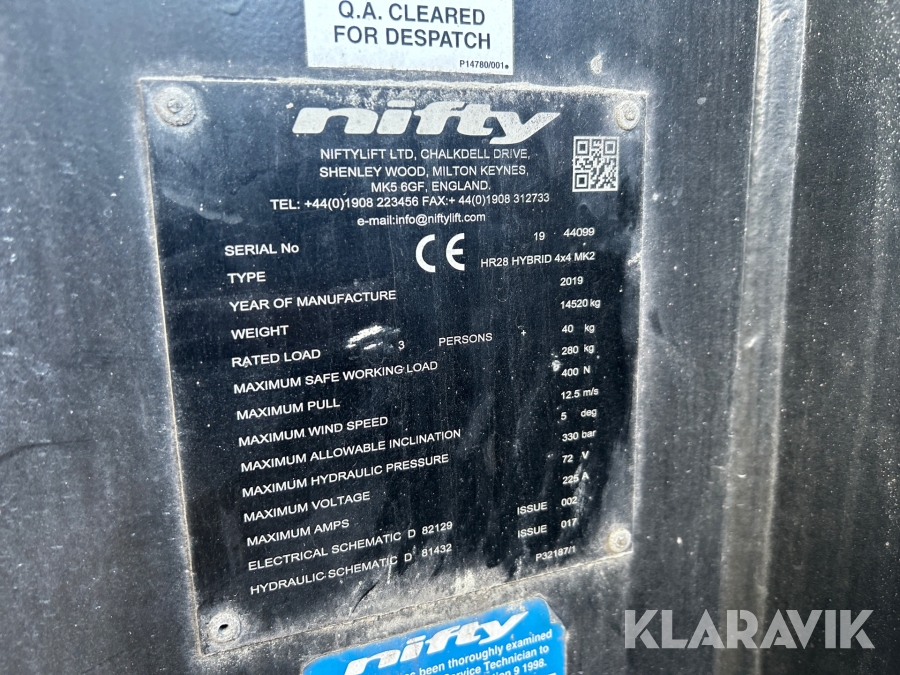 Q.A. CLEARED
FOR DESPATCH
P14780/001
nifty
NIFTYLIFT LTD, CHALKDELL DRIVE,
SHENLEY WOOD, MILTON KEYNES,
MK5 6GF, ENGLAND.
TEL: +44(0)1908 223456 FAX:+ 44(0)1908 312733
e-mail:info@niftylift.com
CE
SERIAL No 19 44099
TYPE HR28 HYBRID 4x4 MK2
YEAR OF MANUFACTURE 2019
WEIGHT 14520 kg
RATED LOAD 3 PERSONS + 40 kg
MAXIMUM SAFE WORKING LOAD 280 kg
MAXIMUM PULL 400 N
MAXIMUM WIND SPEED 12.5 m/s
MAXIMUM ALLOWABLE INCLINATION 5 deg
MAXIMUM HYDRAULIC PRESSURE 330 bar
MAXIMUM VOLTAGE 72 V
MAXIMUM AMPS 225 A
ELECTRICAL SCHEMATIC D 82129 ISSUE 002
HYDRAULIC SCHEMATIC D 81432 ISSUE 017
P32187/1
nifty
been thoroughly examined
Service Technician to
9 1998.
KLARAVIK